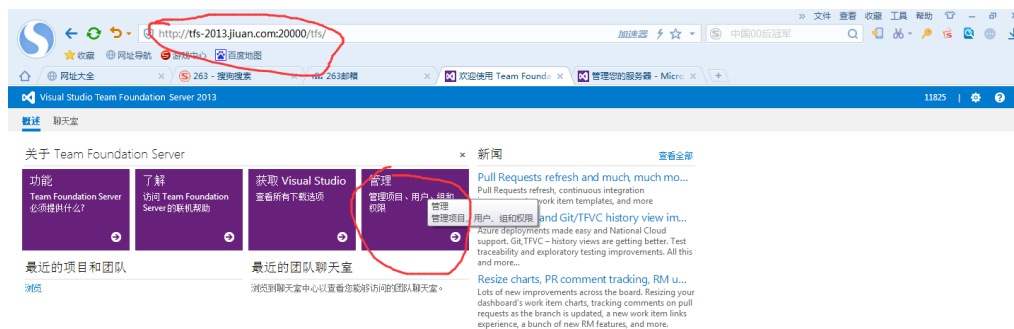 » 文件 查看 收藏 工具 帮助
http://tfs-2013.jiuan.com:20000/tfs/
加速器
中国00后冠军
收藏 网址导航 游戏中心 百度地图
网址大全 × 263 - 搜狗搜索 × 263邮箱 × 欢迎使用 Team Founda × 管理您的服务器 - Micro × +
Visual Studio Team Foundation Server 2013
11825 |
概述 聊天室
关于 Team Foundation Server ×
功能
Team Foundation Server
必须提供什么?
了解
访问 Team Foundation
Server 的联机帮助
获取 Visual Studio
查看所有下载选项
管理
管理项目、用户、组和
权限
管理
管理项目、用户、组和权限
最近的项目和团队
浏览
最近的团队聊天室
浏览到聊天室中心以查看您能够访问的团队聊天室。
新闻 查看全部
Pull Requests refresh and much, much mo...
Pull Requests refresh, continuous integration
work item templates, and more
and Git/TFVC history view im...
Azure deployments made easy and National Cloud
support. Git,TFVC – history views are getting better. Test
traceability and exploratory testing improvements. All this
and more...
Resize charts, PR comment tracking, RM u...
Lots of new improvements across the board. Resizing your
dashboard's work item charts, tracking comments on pull
requests as the branch is updated, a new work item links
experience, a bunch of new RM features, and more.